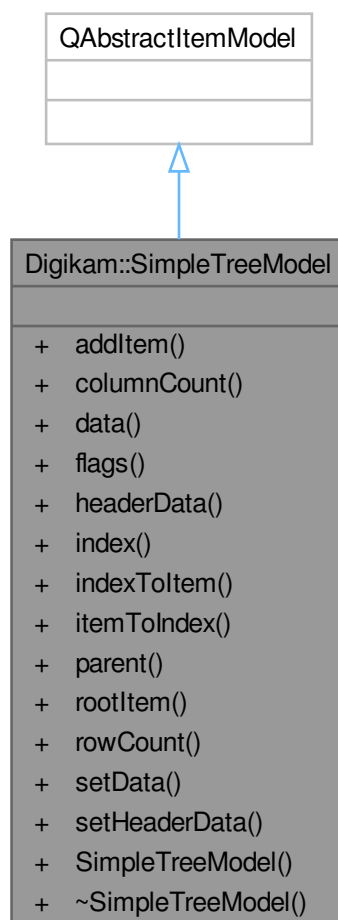 QAbstractItemModel
Digikam::SimpleTreeModel
+ addItem()
+ columnCount()
+ data()
+ flags()
+ headerData()
+ index()
+ indexToItem()
+ itemToIndex()
+ parent()
+ rootItem()
+ rowCount()
+ setData()
+ setHeaderData()
+ SimpleTreeModel()
+ ~SimpleTreeModel()